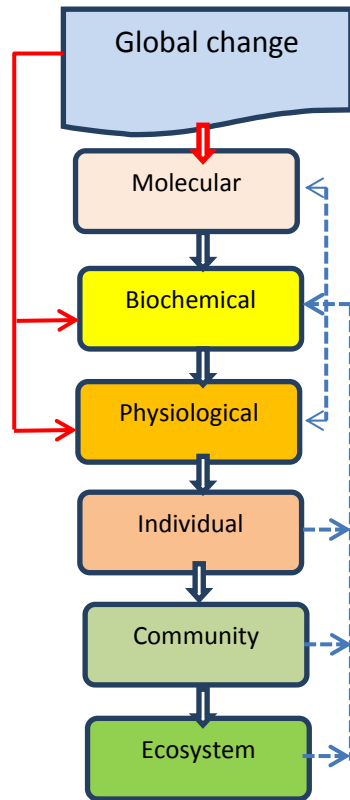 Global change
Molecular
Biochemical
Physiological
Individual
Community
Ecosystem